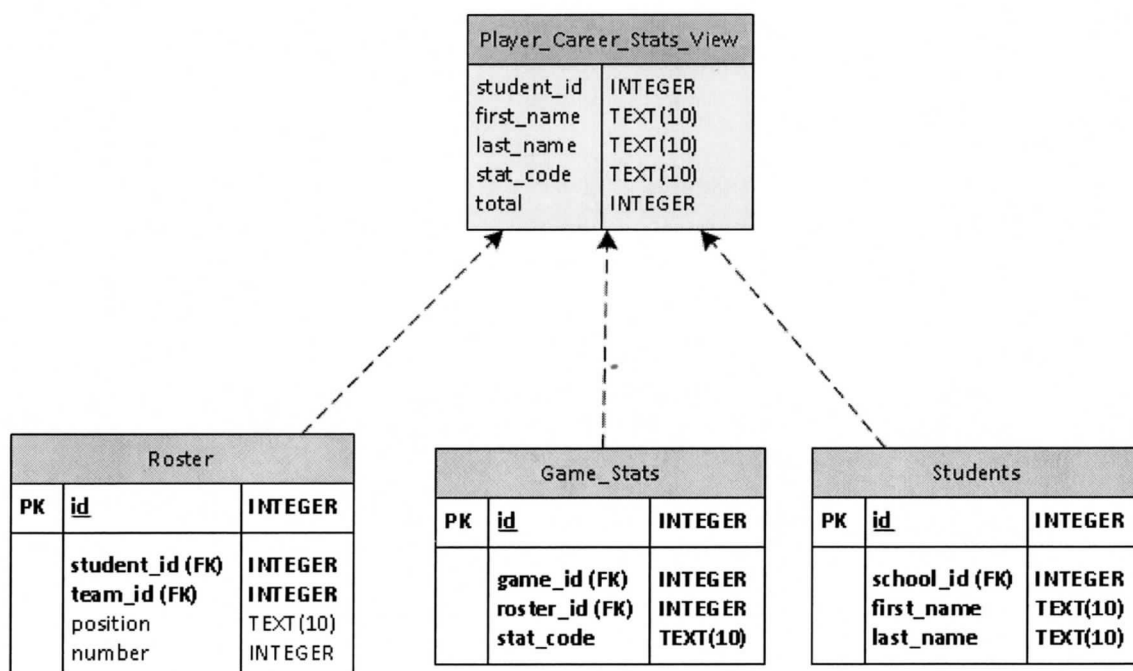 Player_Career_Stats_View
student_id INTEGER
first_name TEXT(10)
last_name TEXT(10)
stat_code TEXT(10)
total INTEGER
Roster
PK id INTEGER
student_id (FK) INTEGER
team_id (FK) INTEGER
position TEXT(10)
number INTEGER
Game_Stats
PK id INTEGER
game_id (FK) INTEGER
roster_id (FK) INTEGER
stat_code TEXT(10)
Students
PK id INTEGER
school_id (FK) INTEGER
first_name TEXT(10)
last_name TEXT(10)